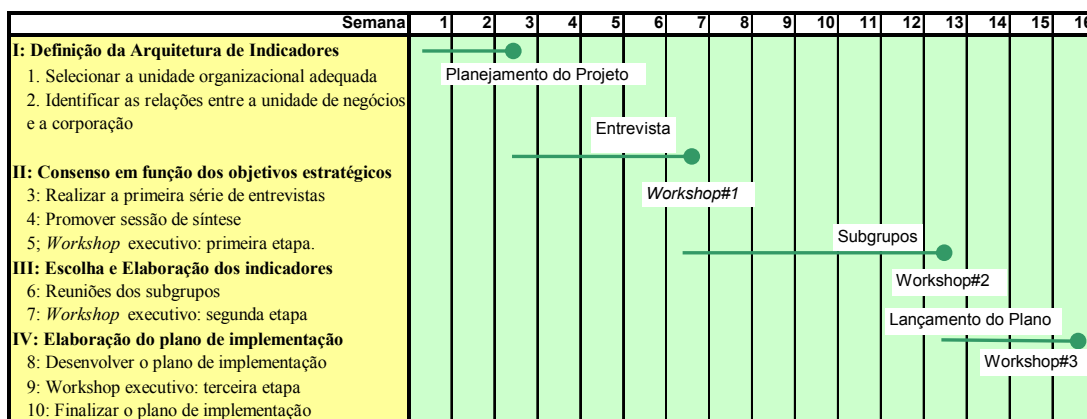 Semana 1 2 3 4 5 6 7 8 9 10 11 12 13 14 15 16
I: Definição da Arquitetura de Indicadores
1. Selecionar a unidade organizacional adequada
Planejamento do Projeto
2. Identificar as relações entre a unidade de negócios
e a corporação
Entrevista
II: Consenso em função dos objetivos estratégicos
3: Realizar a primeira série de entrevistas
Workshop#1
4: Promover sessão de síntese
5; Workshop executivo: primeira etapa.
Subgrupos
III: Escolha e Elaboração dos indicadores
Workshop#2
6: Reuniões dos subgrupos
7: Workshop executivo: segunda etapa
Lançamento do Plano
IV: Elaboração do plano de implementação
8: Desenvolver o plano de implementação
Workshop#3
9: Workshop executivo: terceira etapa
10: Finalizar o plano de implementação